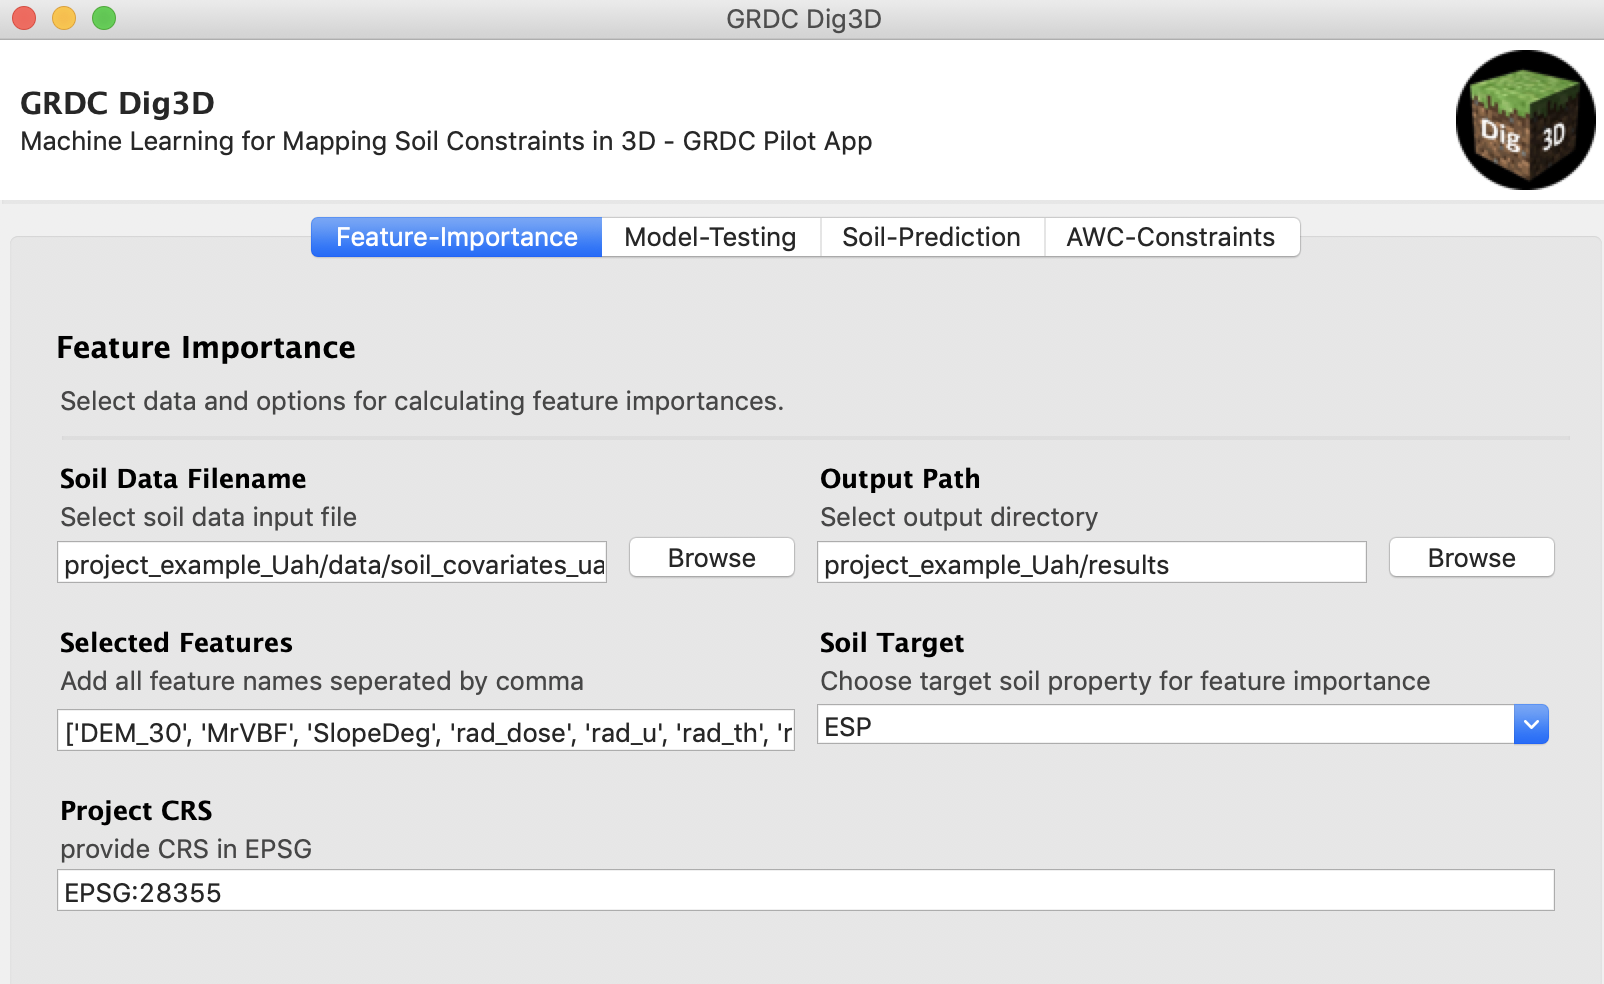 GRDC Dig3D
GRDC Dig3D
Machine Learning for Mapping Soil Constraints in 3D - GRDC Pilot App
Dig 3D
Feature-Importance Model-Testing Soil-Prediction AWC-Constraints
Feature Importance
Select data and options for calculating feature importances.
Soil Data Filename
Select soil data input file
project_example_Uah/data/soil_covariates_ua
Browse
Output Path
Select output directory
project_example_Uah/results
Browse
Selected Features
Add all feature names seperated by comma
['DEM_30', 'MrVBF', 'SlopeDeg', 'rad_dose', 'rad_u', 'rad_th', 'r
Soil Target
Choose target soil property for feature importance
ESP
Project CRS
provide CRS in EPSG
EPSG:28355